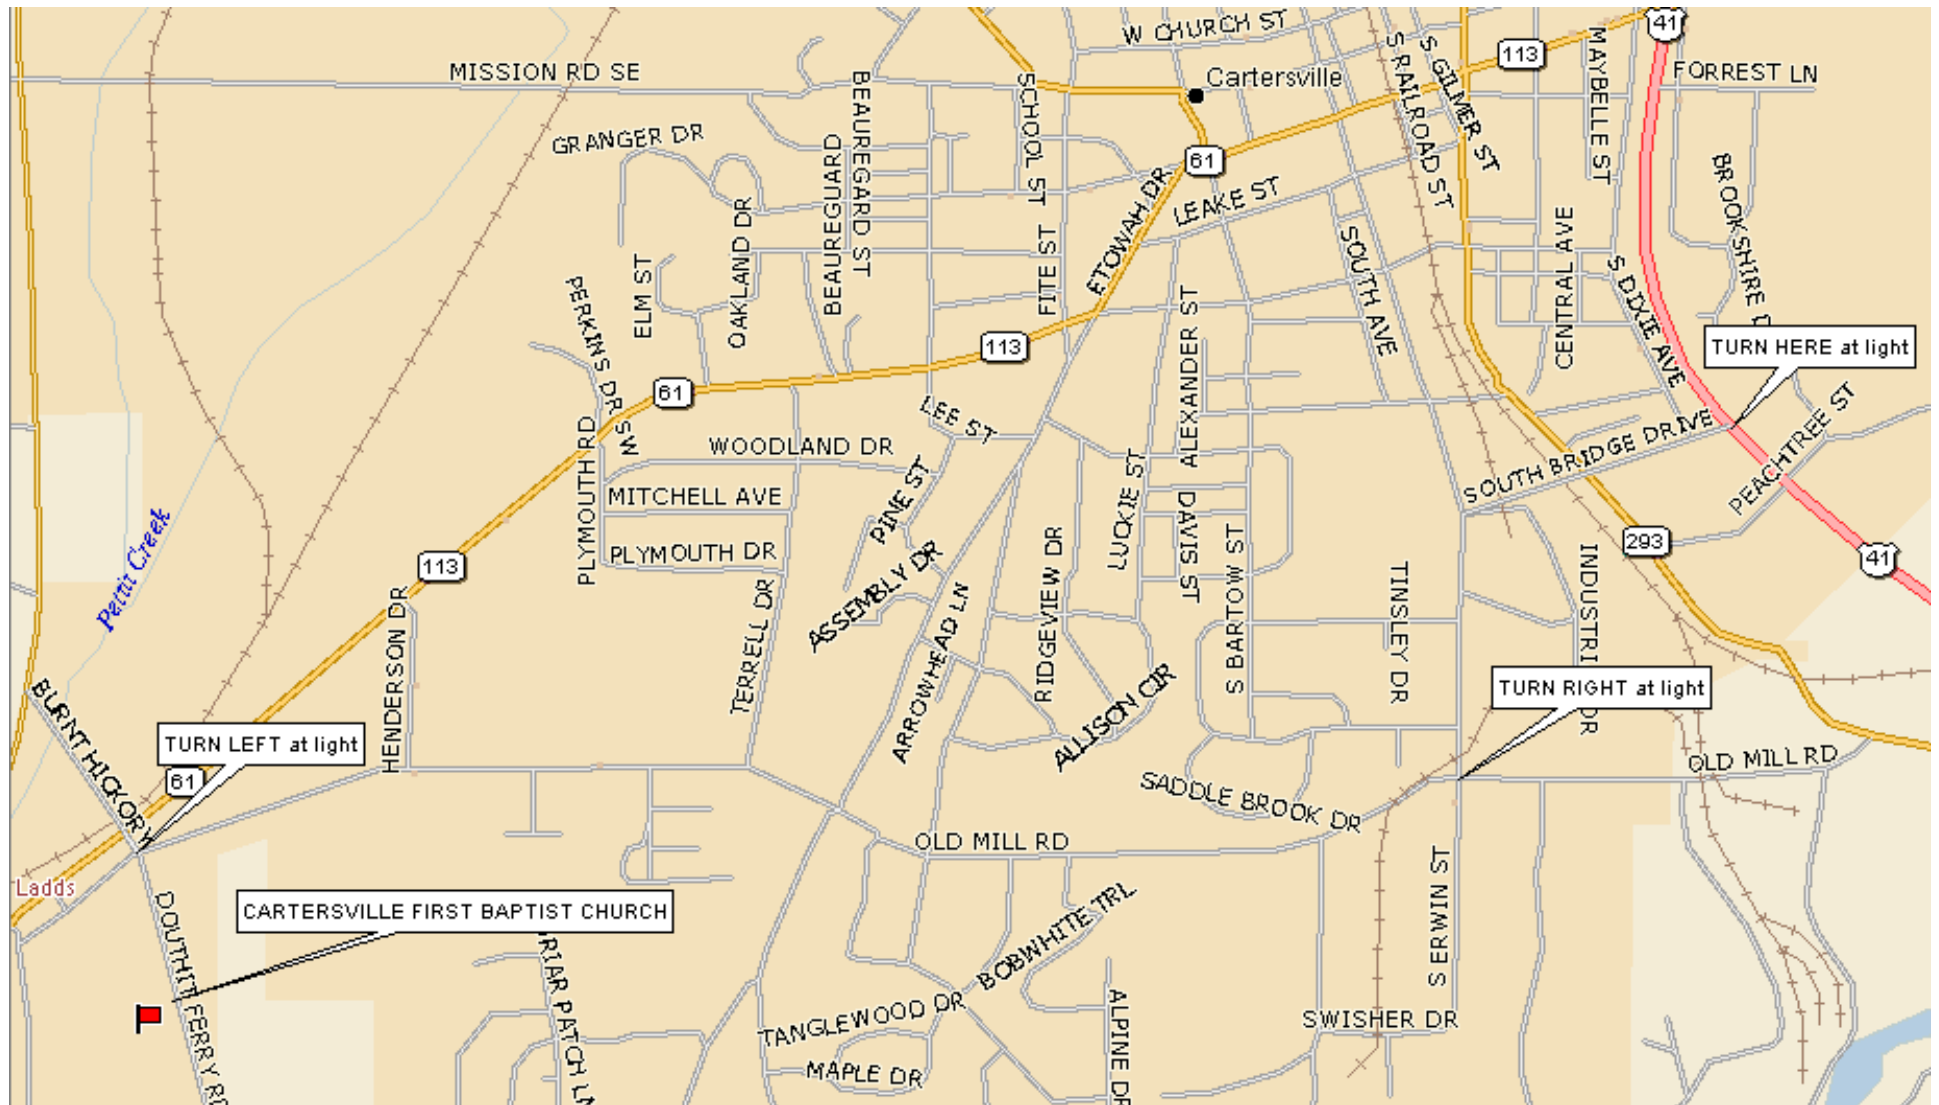 W CHURCH ST
41
113
MISSION RD SE
Cartersville
FORREST LN
S RAILROAD ST
S GILMER ST
MAYBELLE ST
BEAUREGARD ST
SCHOOL ST
GRANGER DR
BEAUREGUARD
61
ETOWAH DR
LEAKE ST
BROOKSHIRE D
OAKLAND DR
ELM ST
FITE ST
SOUTH AVE
CENTRAL AVE
S DIXIE AVE
PERKINS DR SW
ALEXANDER ST
113
TURN HERE at light
61
LEE ST
PLYMOUTH RD
WOODLAND DR
SOUTH BRIDGE DRIVE
PEACHTREE ST
MITCHELL AVE
PINE ST
LUCKIE ST
DAVIS ST
Pettit Creek
PLYMOUTH DR
113
293
41
ASSEMBLY DR
RIDGEVIEW DR
S BARTOW ST
TINSLEY DR
INDUSTRI
DR
HENDERSON DR
TERRELL DR
ARROWHEAD LN
ALLISON CIR
TURN RIGHT at light
BURNT HICKORY
TURN LEFT at light
61
OLD MILL RD
SADDLE BROOK DR
OLD MILL RD
Ladds
CARTERSVILLE FIRST BAPTIST CHURCH
DOUTHIT FERRY RD
RIAR PATCH LN
BOBWHITE TRL
S ERWIN ST
TANGLEWOOD DR
ALPINE DR
SWISHER DR
MAPLE DR